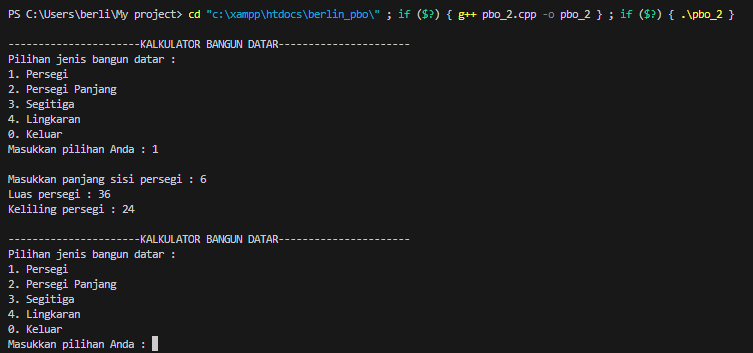 PS C:\Users\berli\My project> cd "c:\xampp\htdocs\berlin_pbo\" ; if ($?) { g++ pbo_2.cpp -o pbo_2 } ; if ($?) { .\pbo_2 }
----------------------KALKULATOR BANGUN DATAR----------------------
Pilihan jenis bangun datar :
1. Persegi
2. Persegi Panjang
3. Segitiga
4. Lingkaran
0. Keluar
Masukkan pilihan Anda : 1
Masukkan panjang sisi persegi : 6
Luas persegi : 36
Keliling persegi : 24
----------------------KALKULATOR BANGUN DATAR----------------------
Pilihan jenis bangun datar :
1. Persegi
2. Persegi Panjang
3. Segitiga
4. Lingkaran
0. Keluar
Masukkan pilihan Anda :